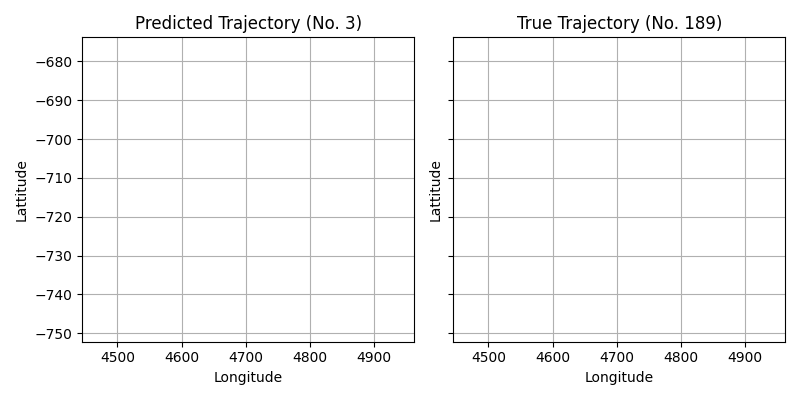 Predicted Trajectory (No. 3)
True Trajectory (No. 189)
−680
−690
−700
−710
−720
−730
−740
−750
Lattitude
Lattitude
4500 4600 4700 4800 4900
4500 4600 4700 4800 4900
Longitude
Longitude